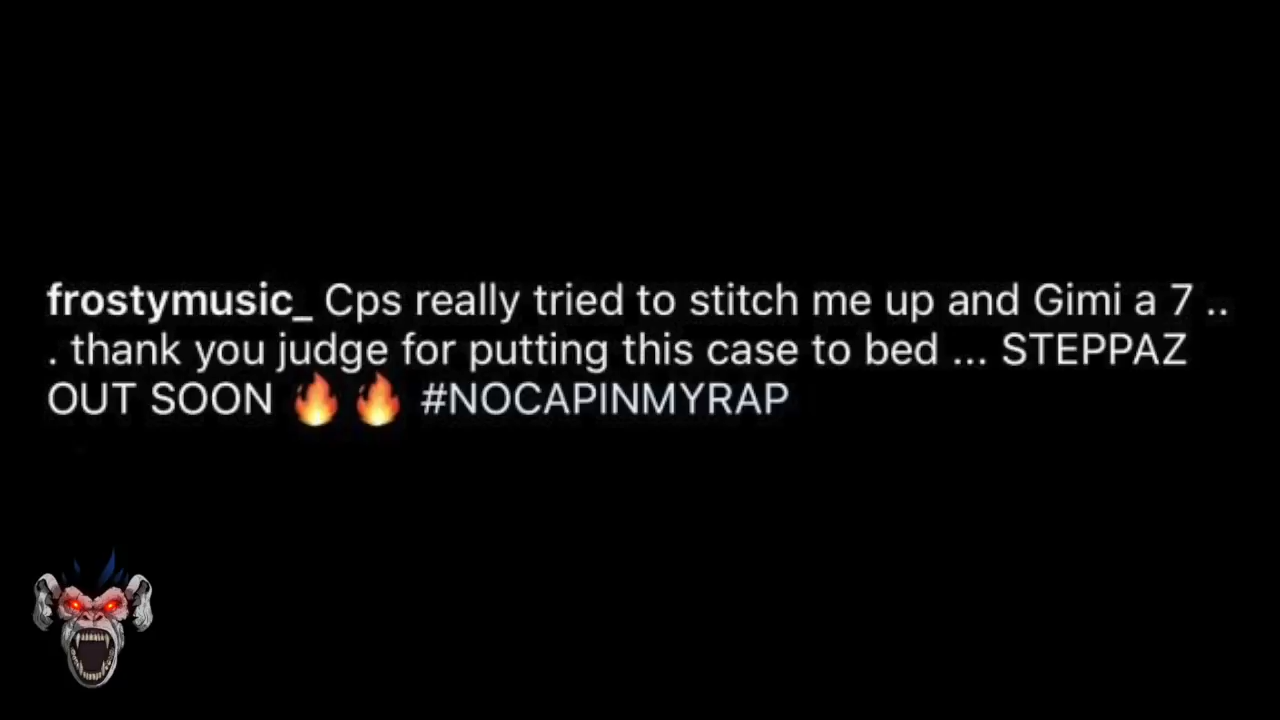 frostymusic_ Cps really tried to stitch me up and Gimi a 7 ..
. thank you judge for putting this case to bed ... STEPPAZ
OUT SOON 🔥 🔥 #NOCAPINMYRAP